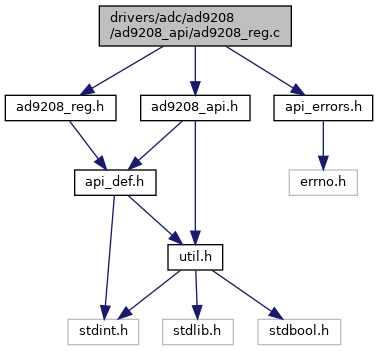 drivers/adc/ad9208
/ad9208_api/ad9208_reg.c
ad9208_reg.h
ad9208_api.h
api_errors.h
api_def.h
errno.h
util.h
stdint.h
stdlib.h
stdbool.h